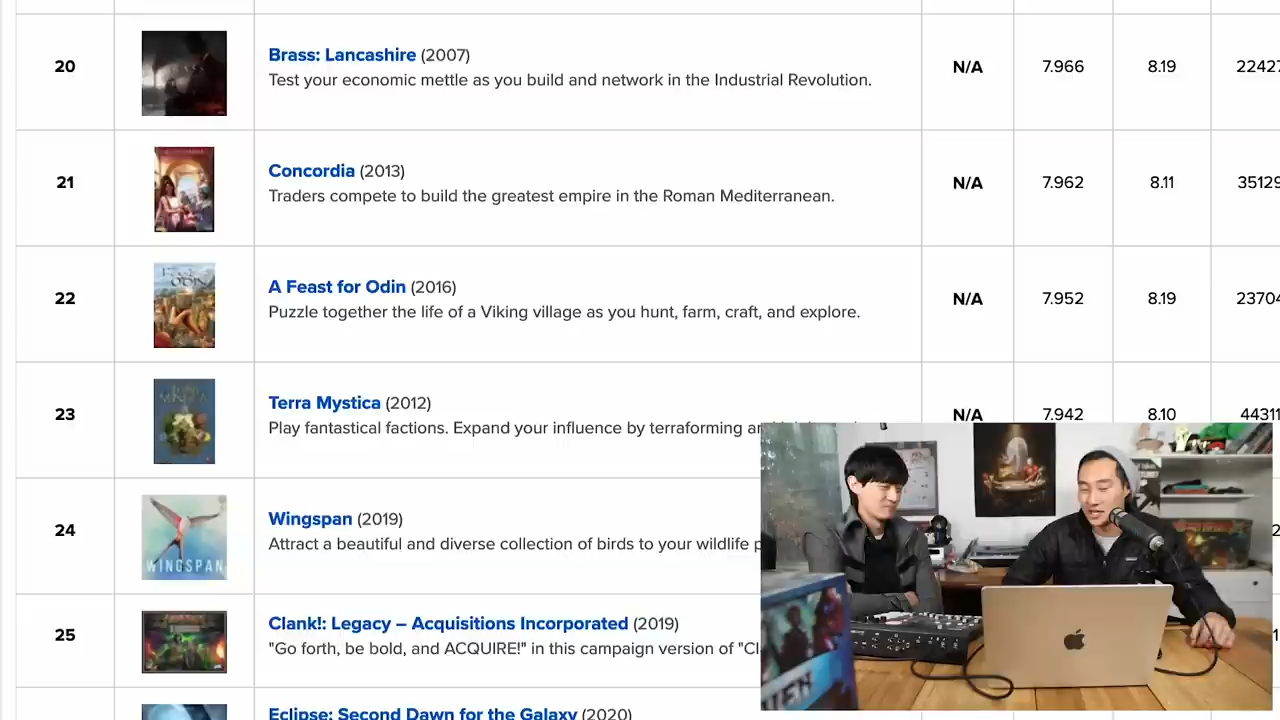 20
Brass: Lancashire (2007)
Test your economic mettle as you build and network in the Industrial Revolution.
N/A
7.966
8.19
22427
21
Concordia (2013)
Traders compete to build the greatest empire in the Roman Mediterranean.
N/A
7.962
8.11
35129
22
A Feast for Odin (2016)
Puzzle together the life of a Viking village as you hunt, farm, craft, and explore.
N/A
7.952
8.19
23704
23
Terra Mystica (2012)
Play fantastical factions. Expand your influence by terraforming
N/A
7.942
8.10
44311
WINGSPAN
24
Wingspan (2019)
Attract a beautiful and diverse collection of birds to your wildlife
25
Clank!: Legacy – Acquisitions Incorporated (2019)
"Go forth, be bold, and ACQUIRE!" in this campaign version of
Eclipse: Second Dawn for the Galaxy (2020)